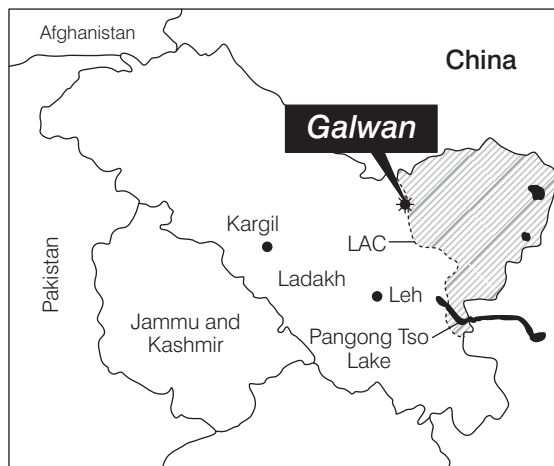 Afghanistan
China
Galwan
Kargil
LAC
Ladakh
Leh
Pakistan
Jammu and
Kashmir
Pangong Tso
Lake